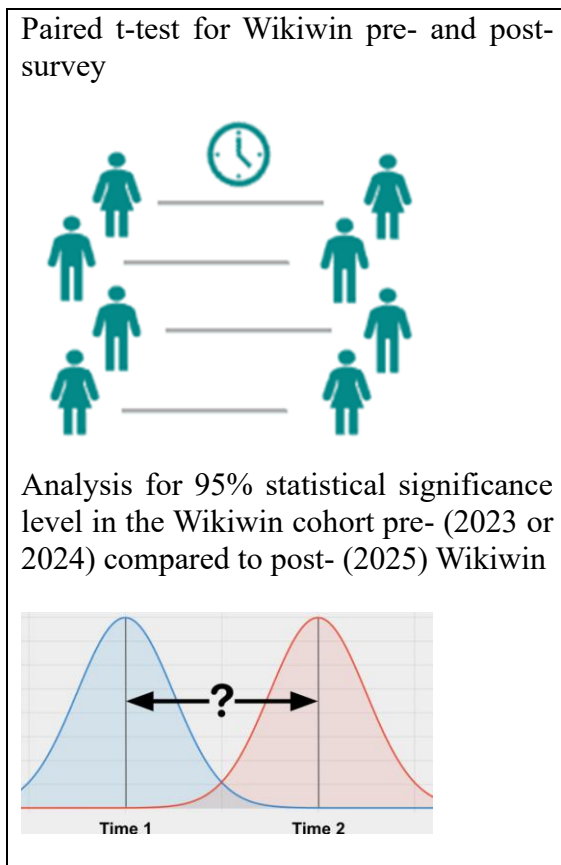 Paired t-test for Wikiwin pre- and post-
survey
Analysis for 95% statistical significance
level in the Wikiwin cohort pre- (2023 or
2024) compared to post- (2025) Wikiwin
?
Time 1 Time 2